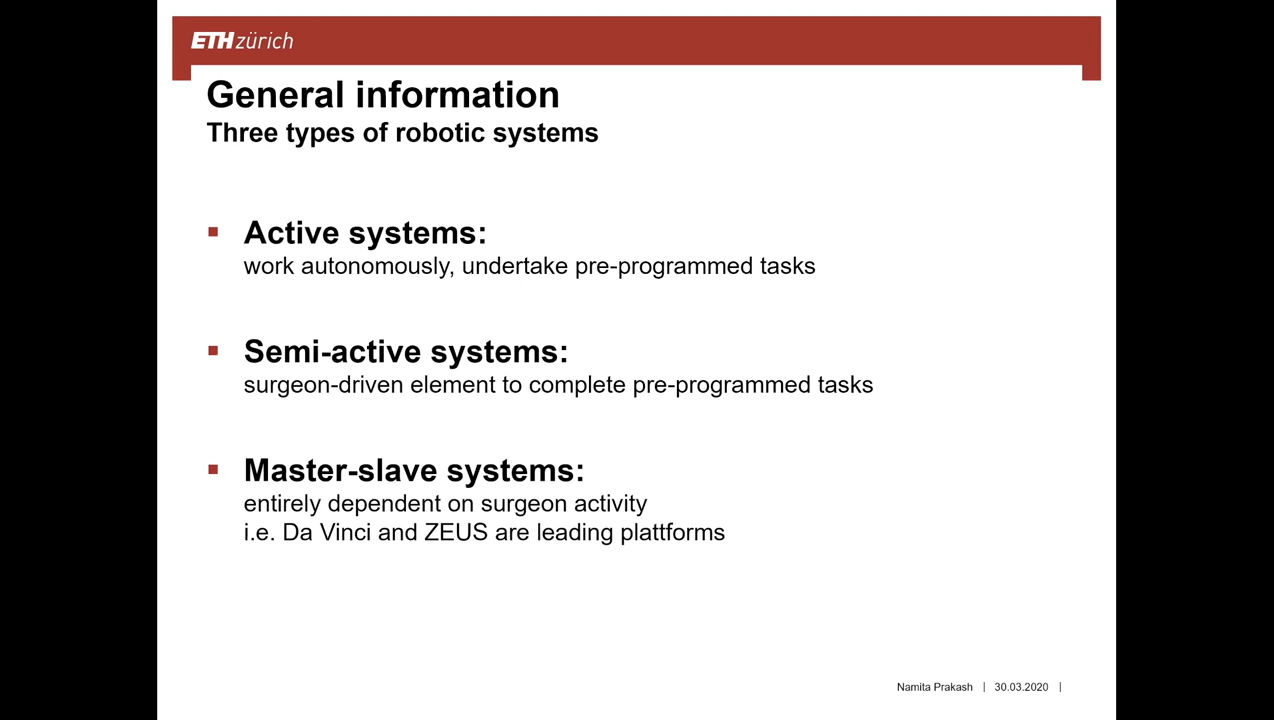 ETH zürich
General information
Three types of robotic systems
Active systems:
work autonomously, undertake pre-programmed tasks
Semi-active systems:
surgeon-driven element to complete pre-programmed tasks
Master-slave systems:
entirely dependent on surgeon activity
i.e. Da Vinci and ZEUS are leading plattforms
Namita Prakash | 30.03.2020 |